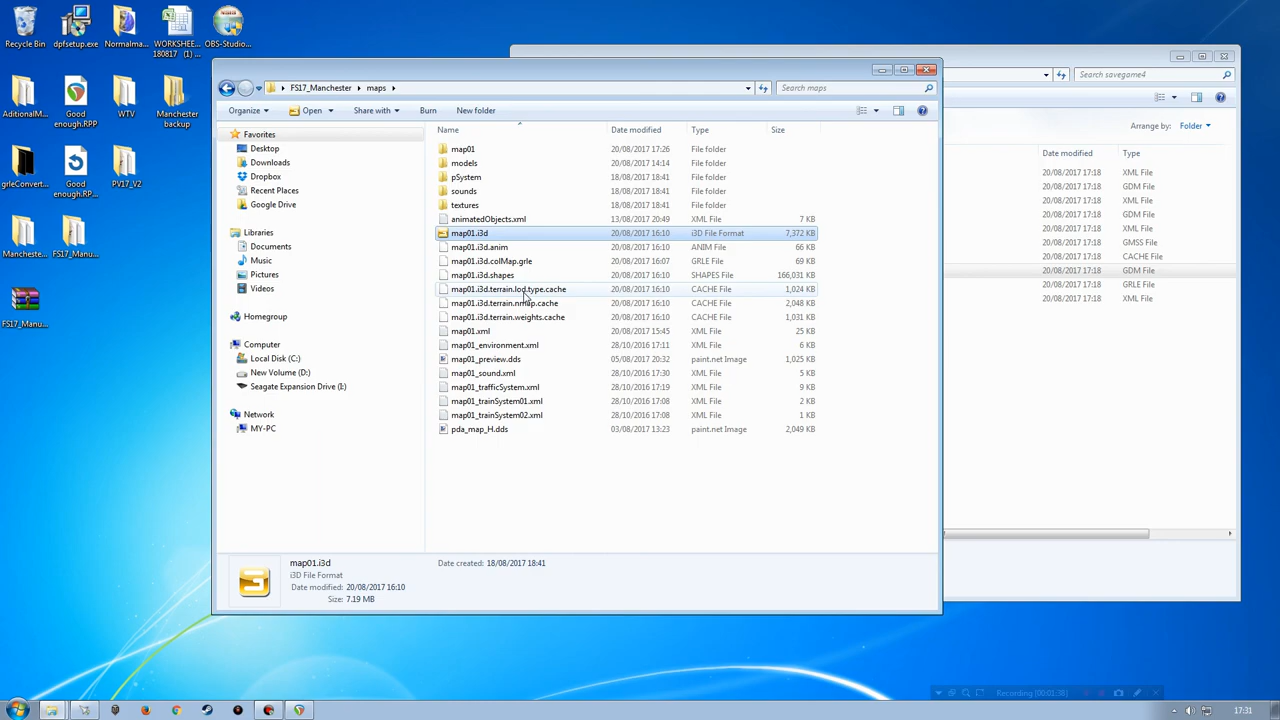 Recycle Bin
dpfsetup.exe
Normalma...
WORKSHEE...
180817 (1) ...
OBS-Studio...
AditionalM...
Good
enough.RPP
WTV
Manchester
backup
grleConvert...
Good
enough.RP...
PV17_V2
Mancheste...
FS17_Manu...
FS17_Manu...
Search savegame4
Arrange by: Folder
Date modified Type
20/08/2017 17:18 XML File
20/08/2017 17:18 GDM File
20/08/2017 17:18 XML File
20/08/2017 17:18 GDM File
20/08/2017 17:18 XML File
20/08/2017 17:18 GMSS File
20/08/2017 17:18 CACHE File
20/08/2017 17:18 GDM File
20/08/2017 17:18 GRLE File
20/08/2017 17:18 XML File
FS17_Manchester maps
Search maps
Organize Open Share with Burn New folder
Favorites
Desktop
Downloads
Dropbox
Recent Places
Google Drive
Libraries
Documents
Music
Pictures
Videos
Homegroup
Computer
Local Disk (C:)
New Volume (D:)
Seagate Expansion Drive (I:)
Network
MY-PC
Name Date modified Type Size
map01 20/08/2017 17:26 File folder
models 20/08/2017 14:14 File folder
pSystem 18/08/2017 18:41 File folder
sounds 18/08/2017 18:41 File folder
textures 18/08/2017 18:41 File folder
animatedObjects.xml 13/08/2017 20:49 XML File 7 KB
map01.i3d 20/08/2017 16:10 i3D File Format 7,372 KB
map01.i3d.anim 20/08/2017 16:10 ANIM File 66 KB
map01.i3d.colMap.grle 20/08/2017 16:07 GRLE File 69 KB
map01.i3d.shapes 20/08/2017 16:10 SHAPES File 166,031 KB
map01.i3d.terrain.lod.type.cache 20/08/2017 16:10 CACHE File 1,024 KB
map01.i3d.terrain.nmap.cache 20/08/2017 16:10 CACHE File 2,048 KB
map01.i3d.terrain.weights.cache 20/08/2017 16:10 CACHE File 1,031 KB
map01.xml 20/08/2017 15:45 XML File 25 KB
map01_environment.xml 28/10/2016 17:11 XML File 6 KB
map01_preview.dds 05/08/2017 20:32 paint.net Image 1,025 KB
map01_sound.xml 28/10/2016 17:30 XML File 5 KB
map01_trafficSystem.xml 28/10/2016 17:19 XML File 9 KB
map01_trainSystem01.xml 28/10/2016 17:08 XML File 2 KB
map01_trainSystem02.xml 28/10/2016 17:08 XML File 1 KB
pda_map_H.dds 03/08/2017 13:23 paint.net Image 2,049 KB
map01.i3d
i3D File Format
Date modified: 20/08/2017 16:10
Size: 7.19 MB
Date created: 18/08/2017 18:41
Recording [00:01:38]
17:31